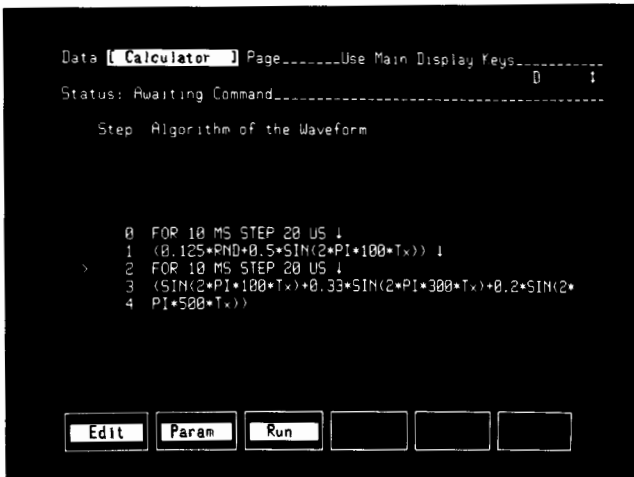 Data [ Calculator ] Page_______Use Main Display Keys___________
D ↕
Status: Awaiting Command__________________________________________
Step Algorithm of the Waveform
0 FOR 10 MS STEP 20 US ↓
1 (0.125*RND+0.5*SIN(2*PI*100*Tx)) ↓
> 2 FOR 10 MS STEP 20 US ↓
3 (SIN(2*PI*100*Tx)+0.33*SIN(2*PI*300*Tx)+0.2*SIN(2*
4 PI*500*Tx))
Edit Param Run